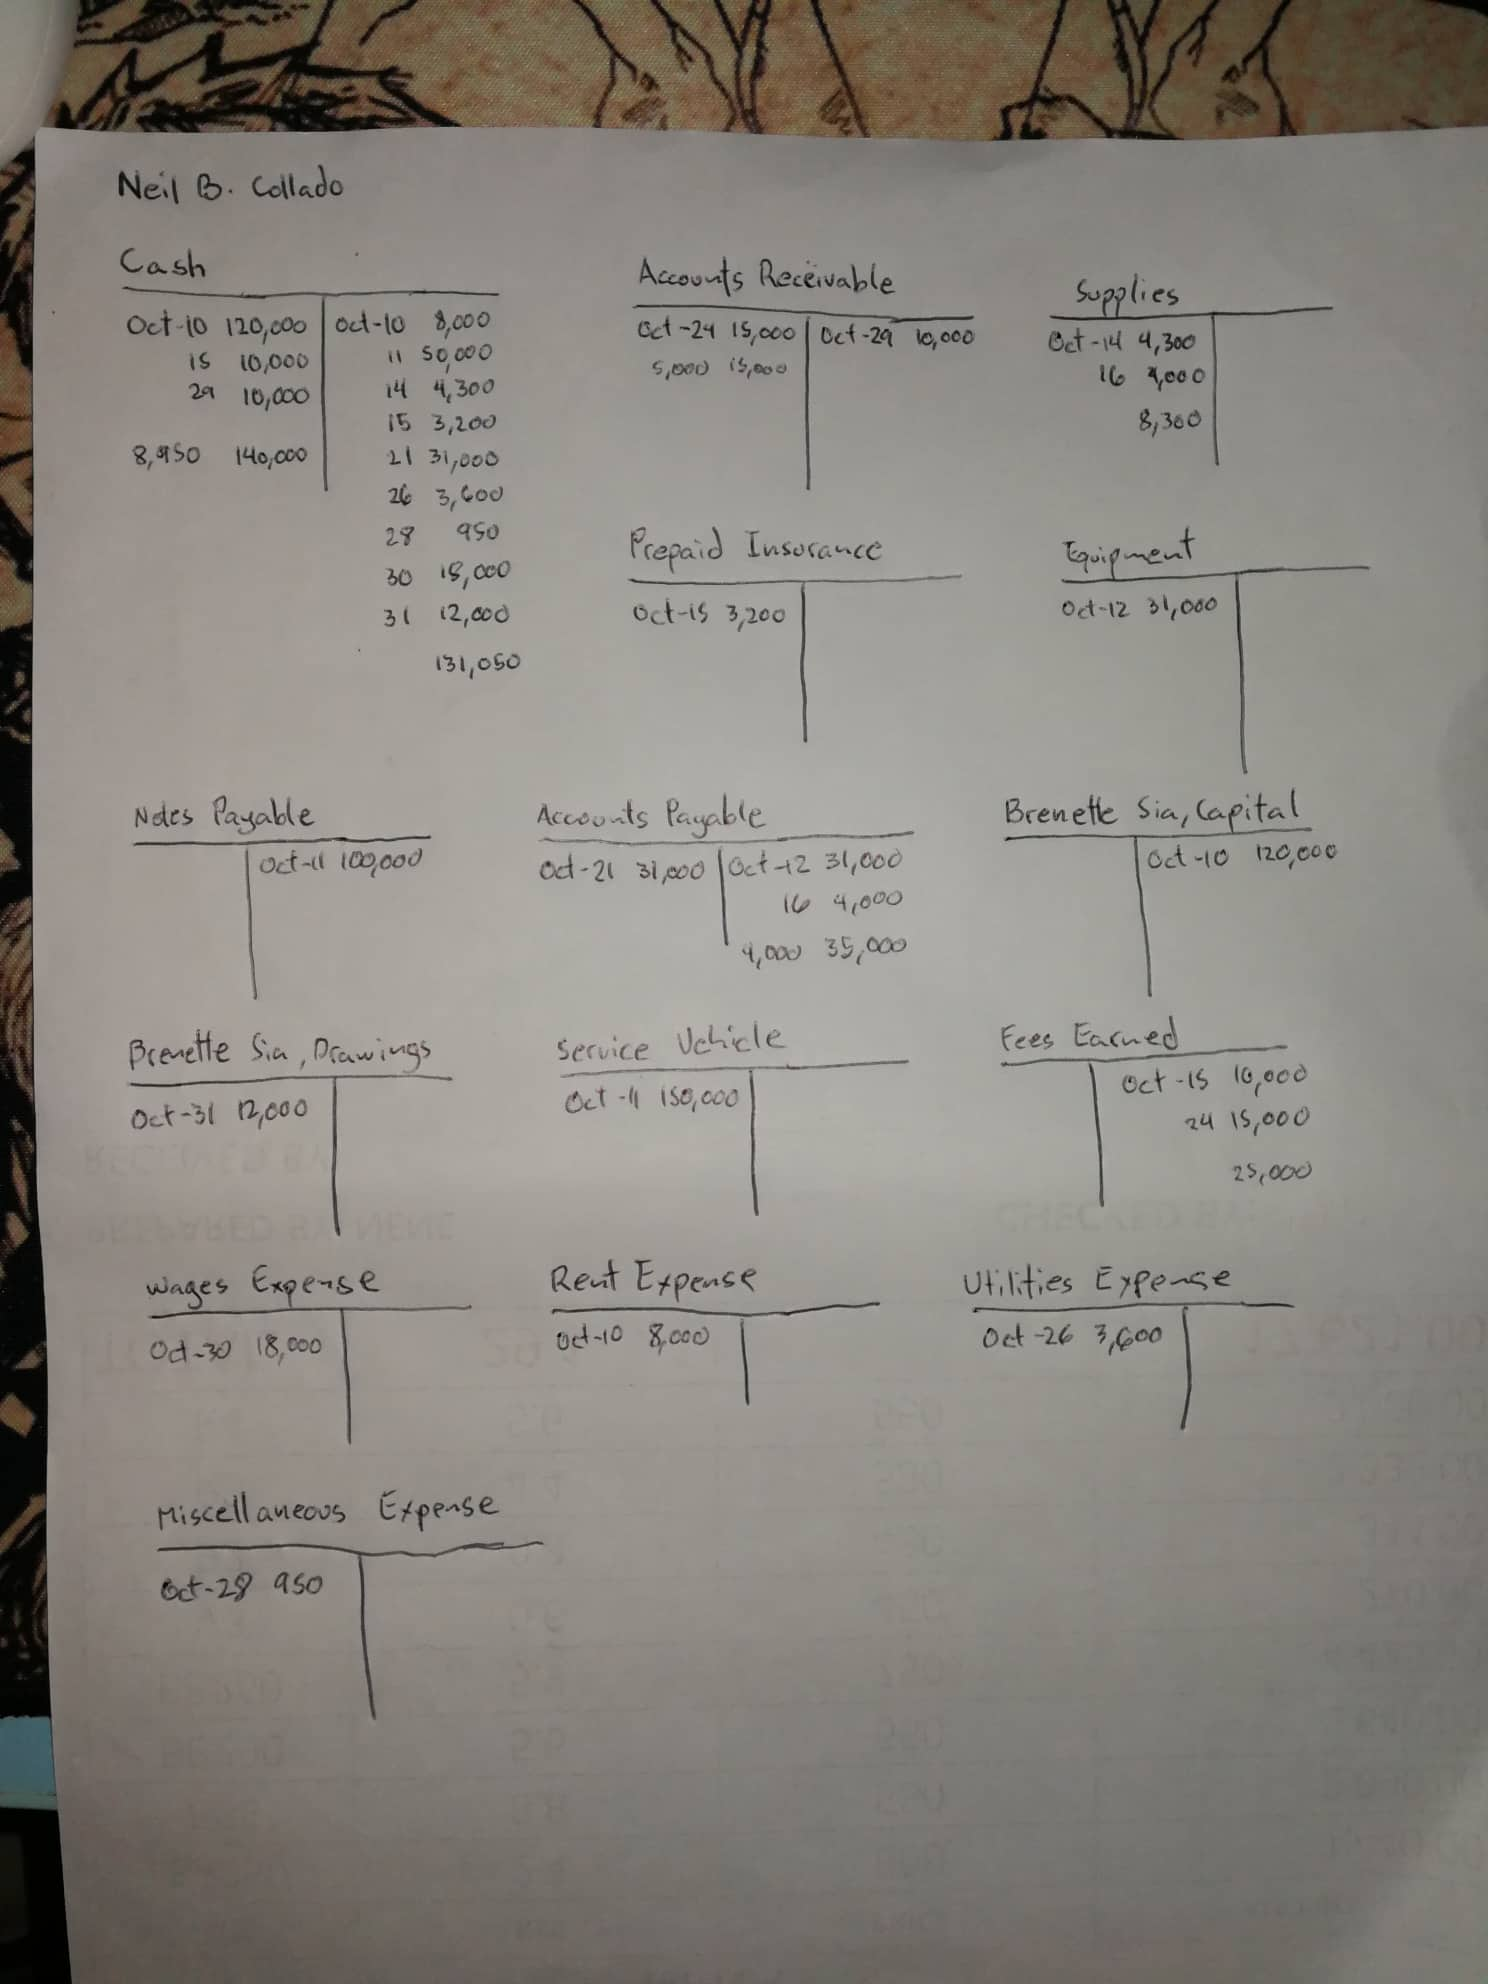 Neil B. Collado
Cash
Oct-10 120,000 Oct-10 8,000
15 10,000 11 50,000
29 10,000 14 4,300
15 3,200
8,950 140,000 21 31,000
26 3,600
28 950
30 18,000
31 12,000
131,050
Accounts Receivable
Oct-24 15,000 Oct-29 10,000
5,000 15,000
Supplies
Oct-14 4,300
16 4,000
8,300
Prepaid Insurance
Oct-15 3,200
Equipment
Oct-12 31,000
Notes Payable
Oct-11 100,000
Accounts Payable
Oct-21 31,000 Oct-12 31,000
16 4,000
4,000 35,000
Brenette Sia, Capital
Oct-10 120,000
Brenette Sia, Drawings
Oct-31 12,000
Service Vehicle
Oct-11 150,000
Fees Earned
Oct-15 10,000
24 15,000
25,000
Wages Expense
Oct-30 18,000
Rent Expense
Oct-10 8,000
Utilities Expense
Oct-26 3,600
Miscellaneous Expense
Oct-28 950